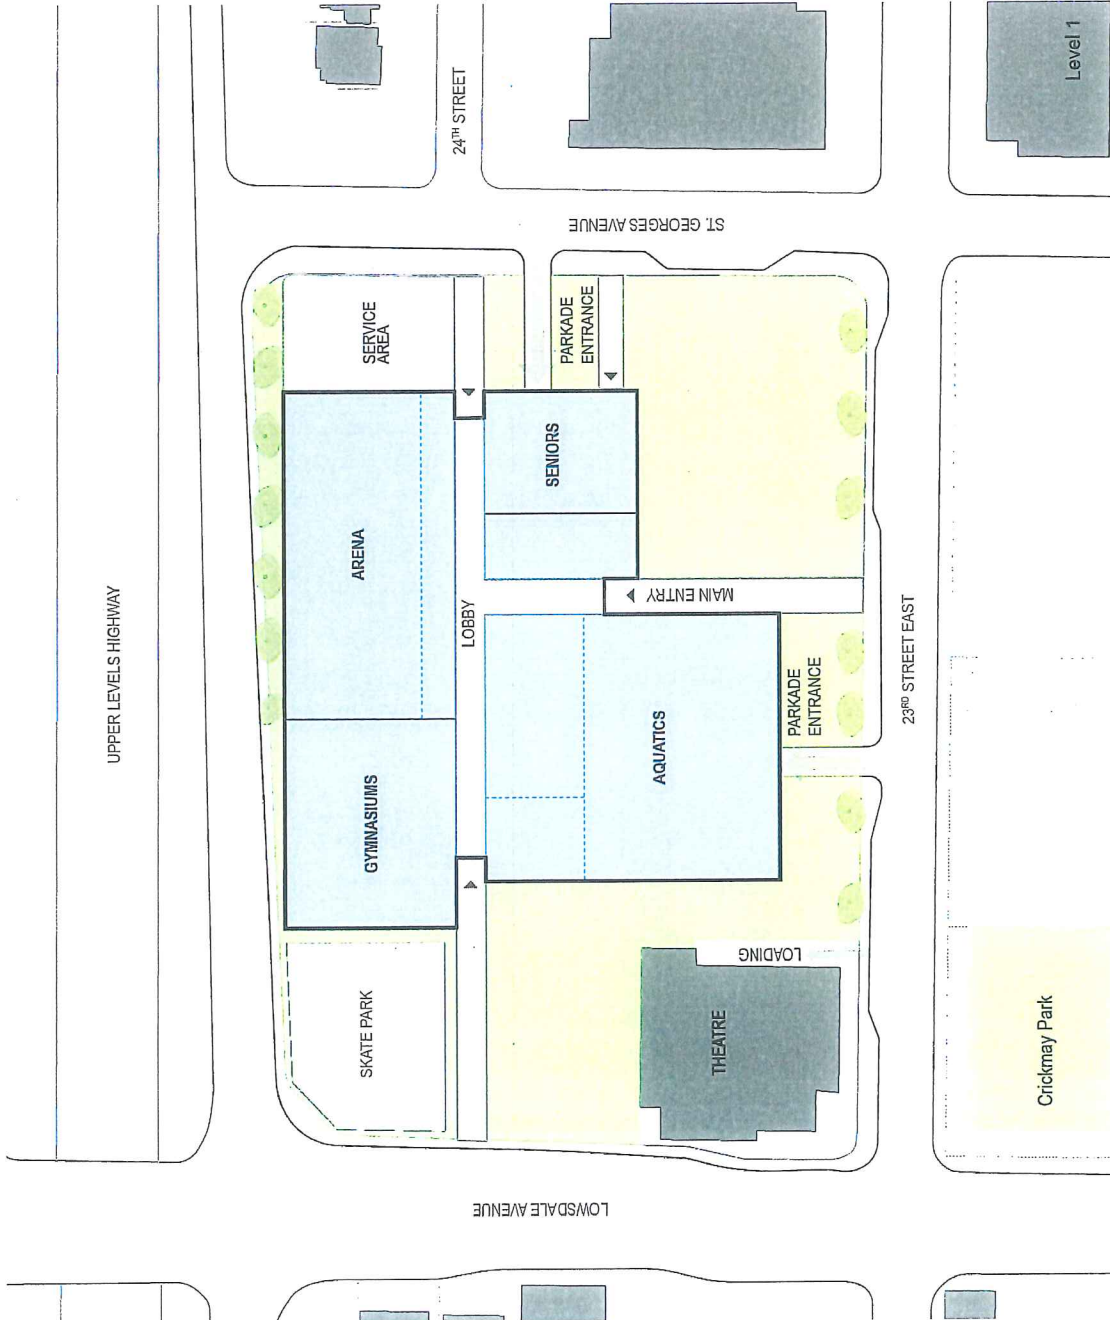 Level 1
24TH STREET
ST. GEORGES AVENUE
SERVICE
AREA
PARKADE
ENTRANCE
SENIORS
ARENA
LOBBY
MAIN ENTRY
UPPER LEVELS HIGHWAY
23RD STREET EAST
PARKADE
ENTRANCE
AQUATICS
GYMNASIUMS
LOADING
SKATE PARK
THEATRE
Crickmay Park
LOWSDALE AVENUE